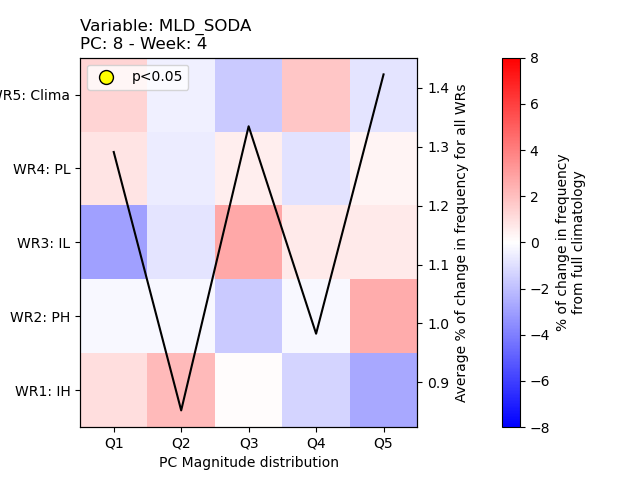 Variable: MLD_SODA
PC: 8 - Week: 4
p<0.05
WR5: Clima
WR4: PL
WR3: IL
WR2: PH
WR1: IH
Q1 Q2 Q3 Q4 Q5
PC Magnitude distribution
1.4
1.3
1.2
1.1
1.0
0.9
Average % of change in frequency for all WRs
8
6
4
2
0
−2
−4
−6
−8
% of change in frequency
from full climatology